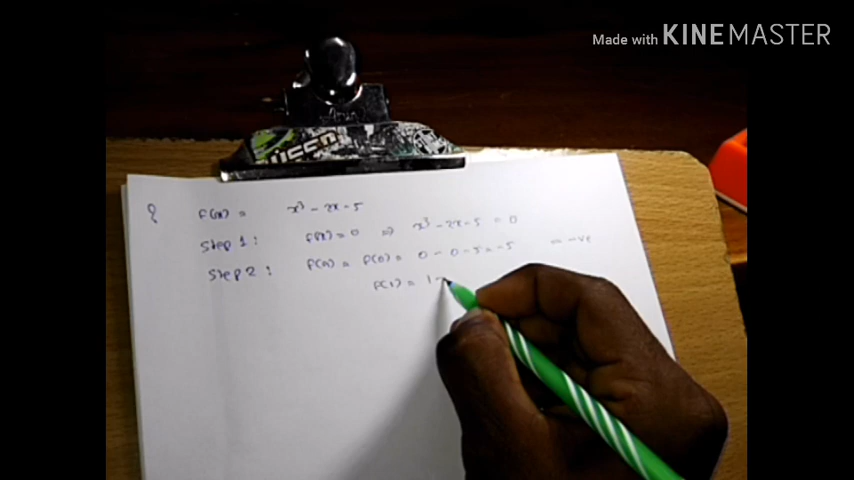 Made with KINEMASTER
Q f(x) = x³ - 2x - 5
Step 1: f(x) = 0 ⇒ x³ - 2x - 5 = 0
Step 2: f(a) = f(0) = 0 - 0 - 5 = -5 = -ve
f(1) = 1 -